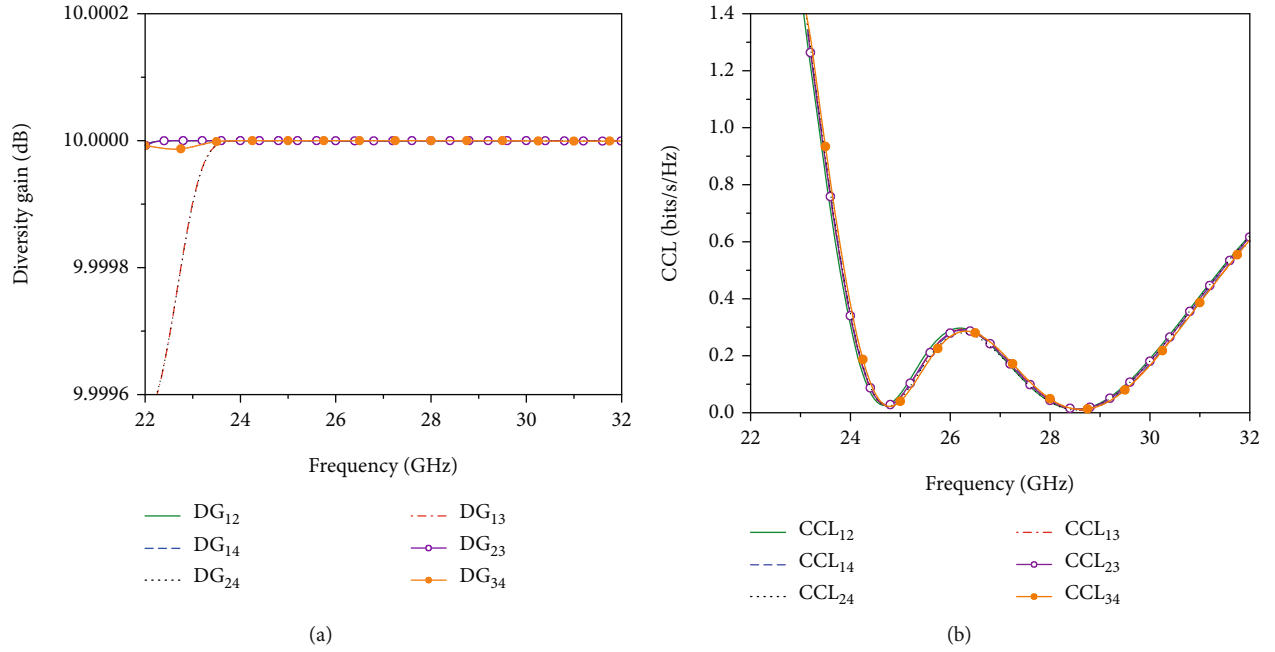 10.0002
10.0000
9.9998
9.9996
Diversity gain (dB)
22 24 26 28 30 32
Frequency (GHz)
DG12 DG13
DG14 DG23
DG24 DG34
(a)
1.4
1.2
1.0
0.8
0.6
0.4
0.2
0.0
CCL (bits/s/Hz)
22 24 26 28 30 32
Frequency (GHz)
CCL12 CCL13
CCL14 CCL23
CCL24 CCL34
(b)